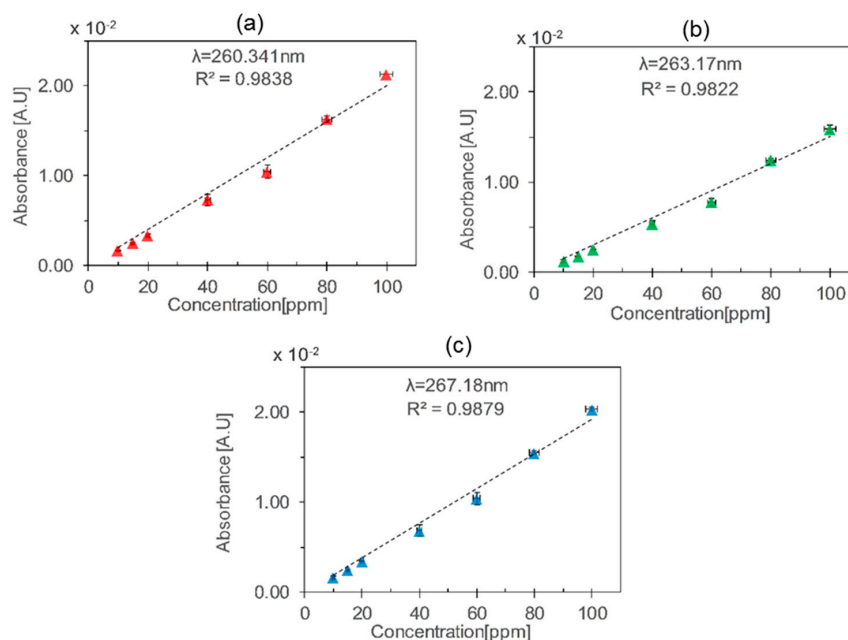 (a)
x 10⁻²
λ=260.341nm
R² = 0.9838
2.00
1.00
0.00
Absorbance [A.U]
0 20 40 60 80 100
Concentration[ppm]
(b)
x 10⁻²
λ=263.17nm
R² = 0.9822
2.00
1.00
0.00
Absorbance [A.U]
0 20 40 60 80 100
Concentration[ppm]
(c)
x 10⁻²
λ=267.18nm
R² = 0.9879
2.00
1.00
0.00
Absorbance [A.U]
0 20 40 60 80 100
Concentration[ppm]